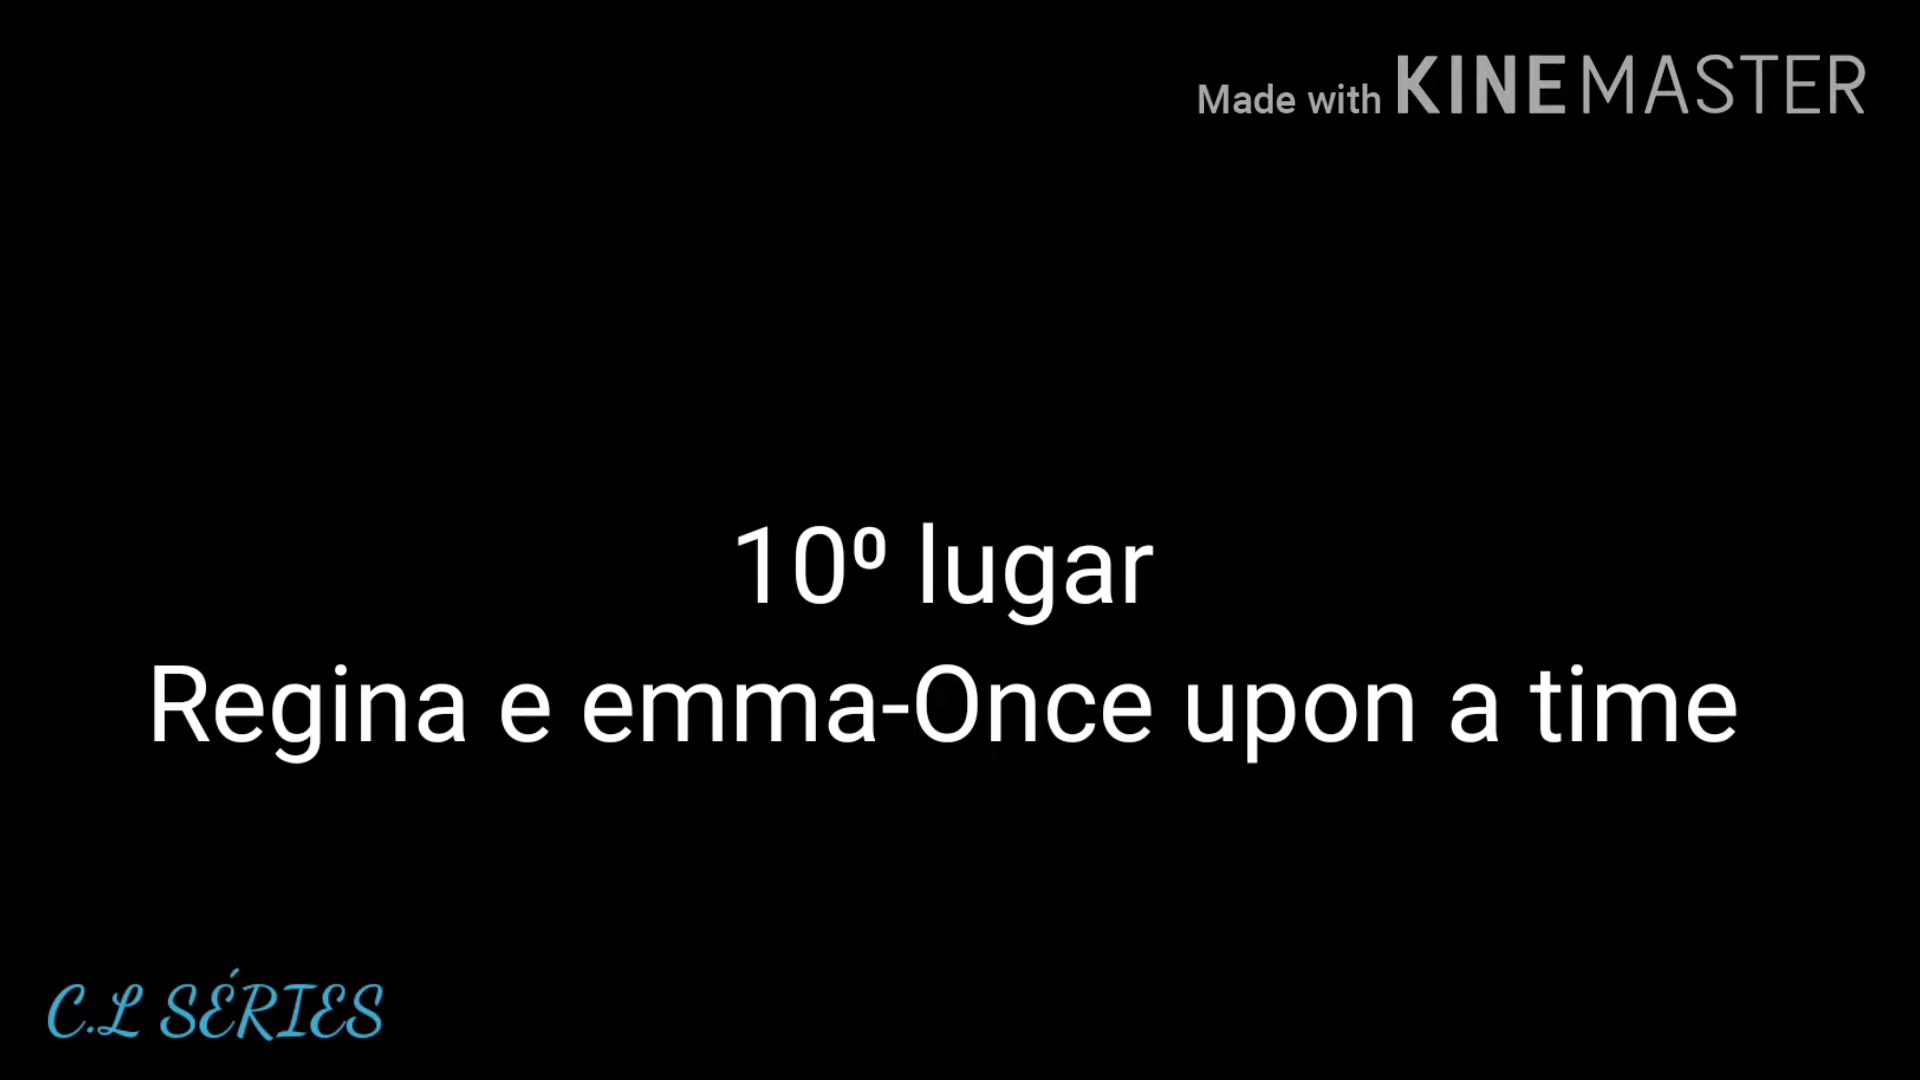 Made with KINEMASTER
10º lugar
Regina e emma-Once upon a time
C.L SÉRIES